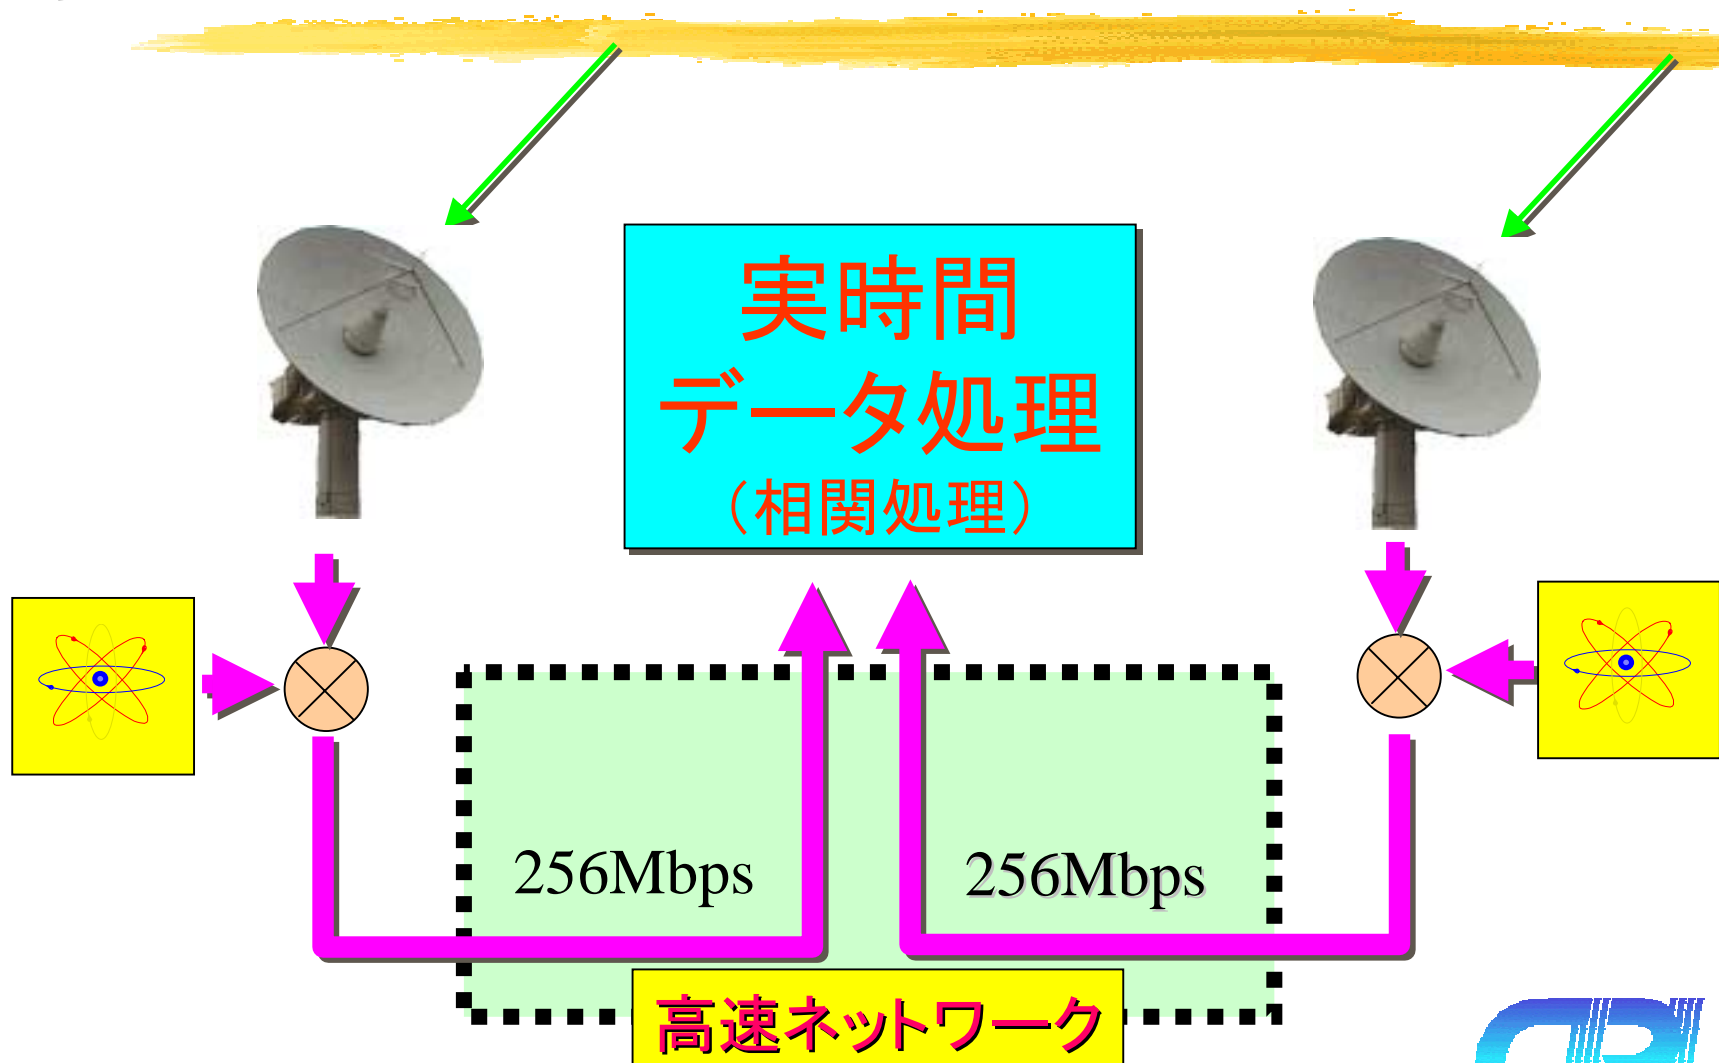 実時間
データ処理
（相関処理）
256Mbps
256Mbps
高速ネットワーク